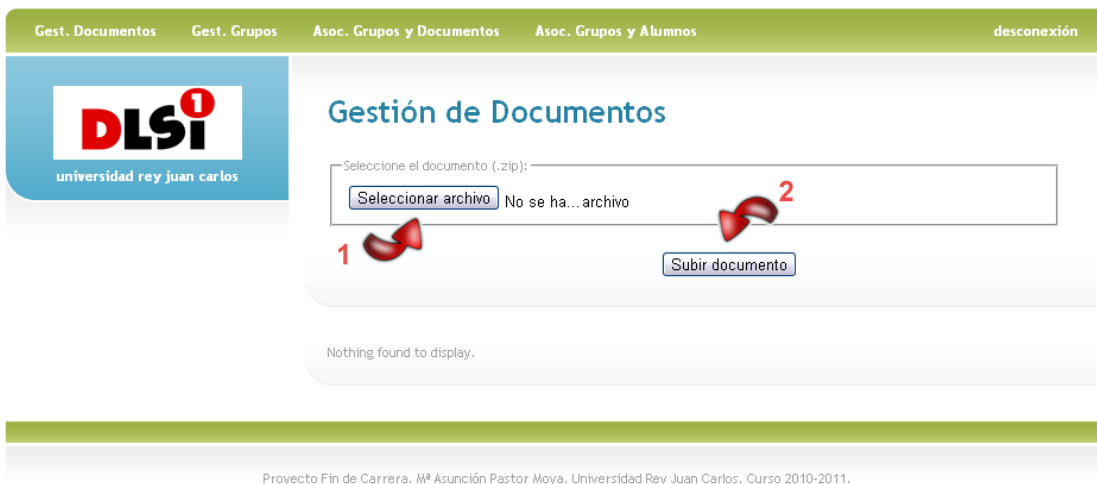 Gest. Documentos Gest. Grupos Asoc. Grupos y Documentos Asoc. Grupos y Alumnos desconexión
DLSi1
universidad rey juan carlos
Gestión de Documentos
Seleccione el documento (.zip):
Seleccionar archivo No se ha...archivo
2
1
Subir documento
Nothing found to display.
Proyecto Fin de Carrera. Mª Asunción Pastor Moya. Universidad Rey Juan Carlos. Curso 2010-2011.